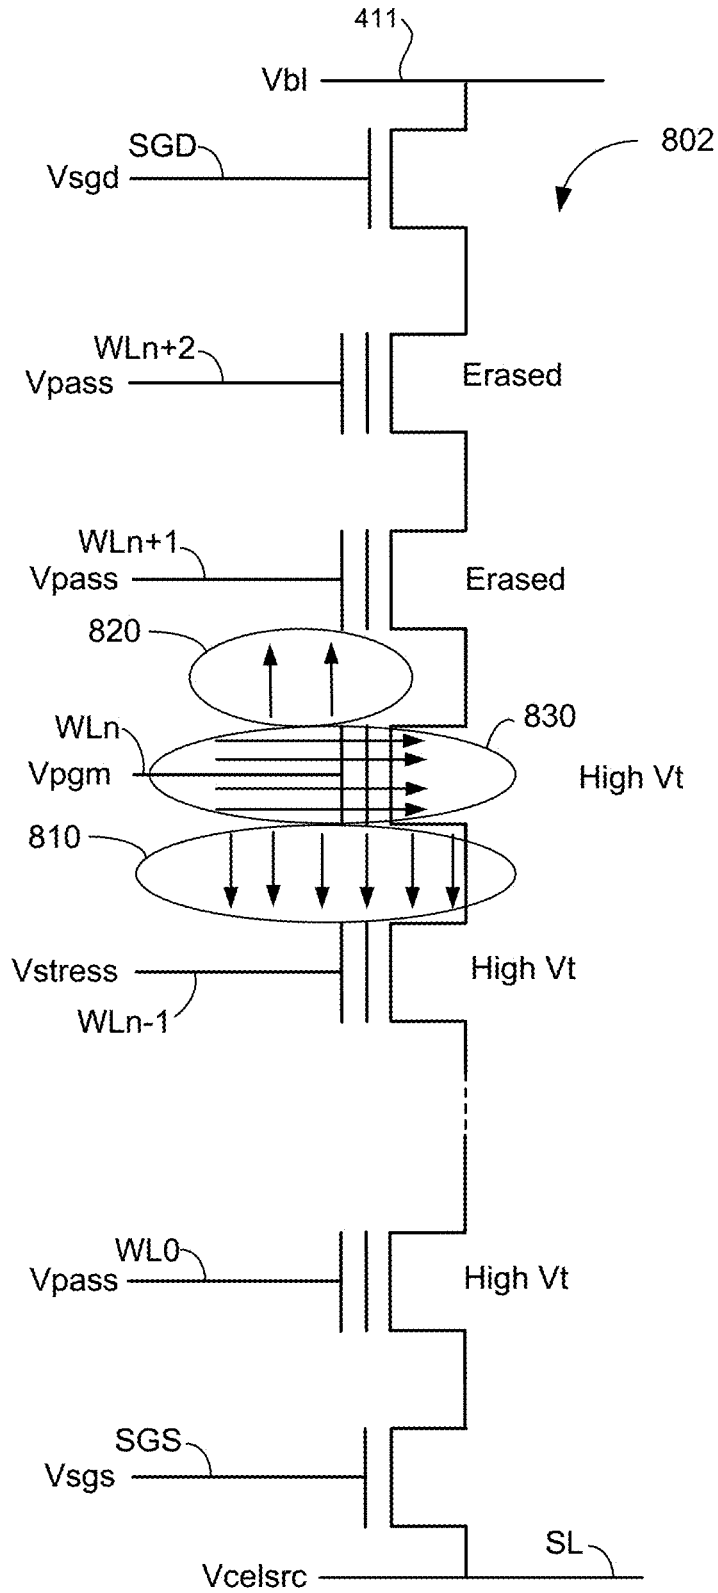 411
Vbl
SGD
802
Vsgd
WLn+2
Vpass
Erased
WLn+1
Vpass
Erased
820
WLn
830
Vpgm
High Vt
810
Vstress
High Vt
WLn-1
WL0
Vpass
High Vt
SGS
Vsgs
SL
Vcelsrc